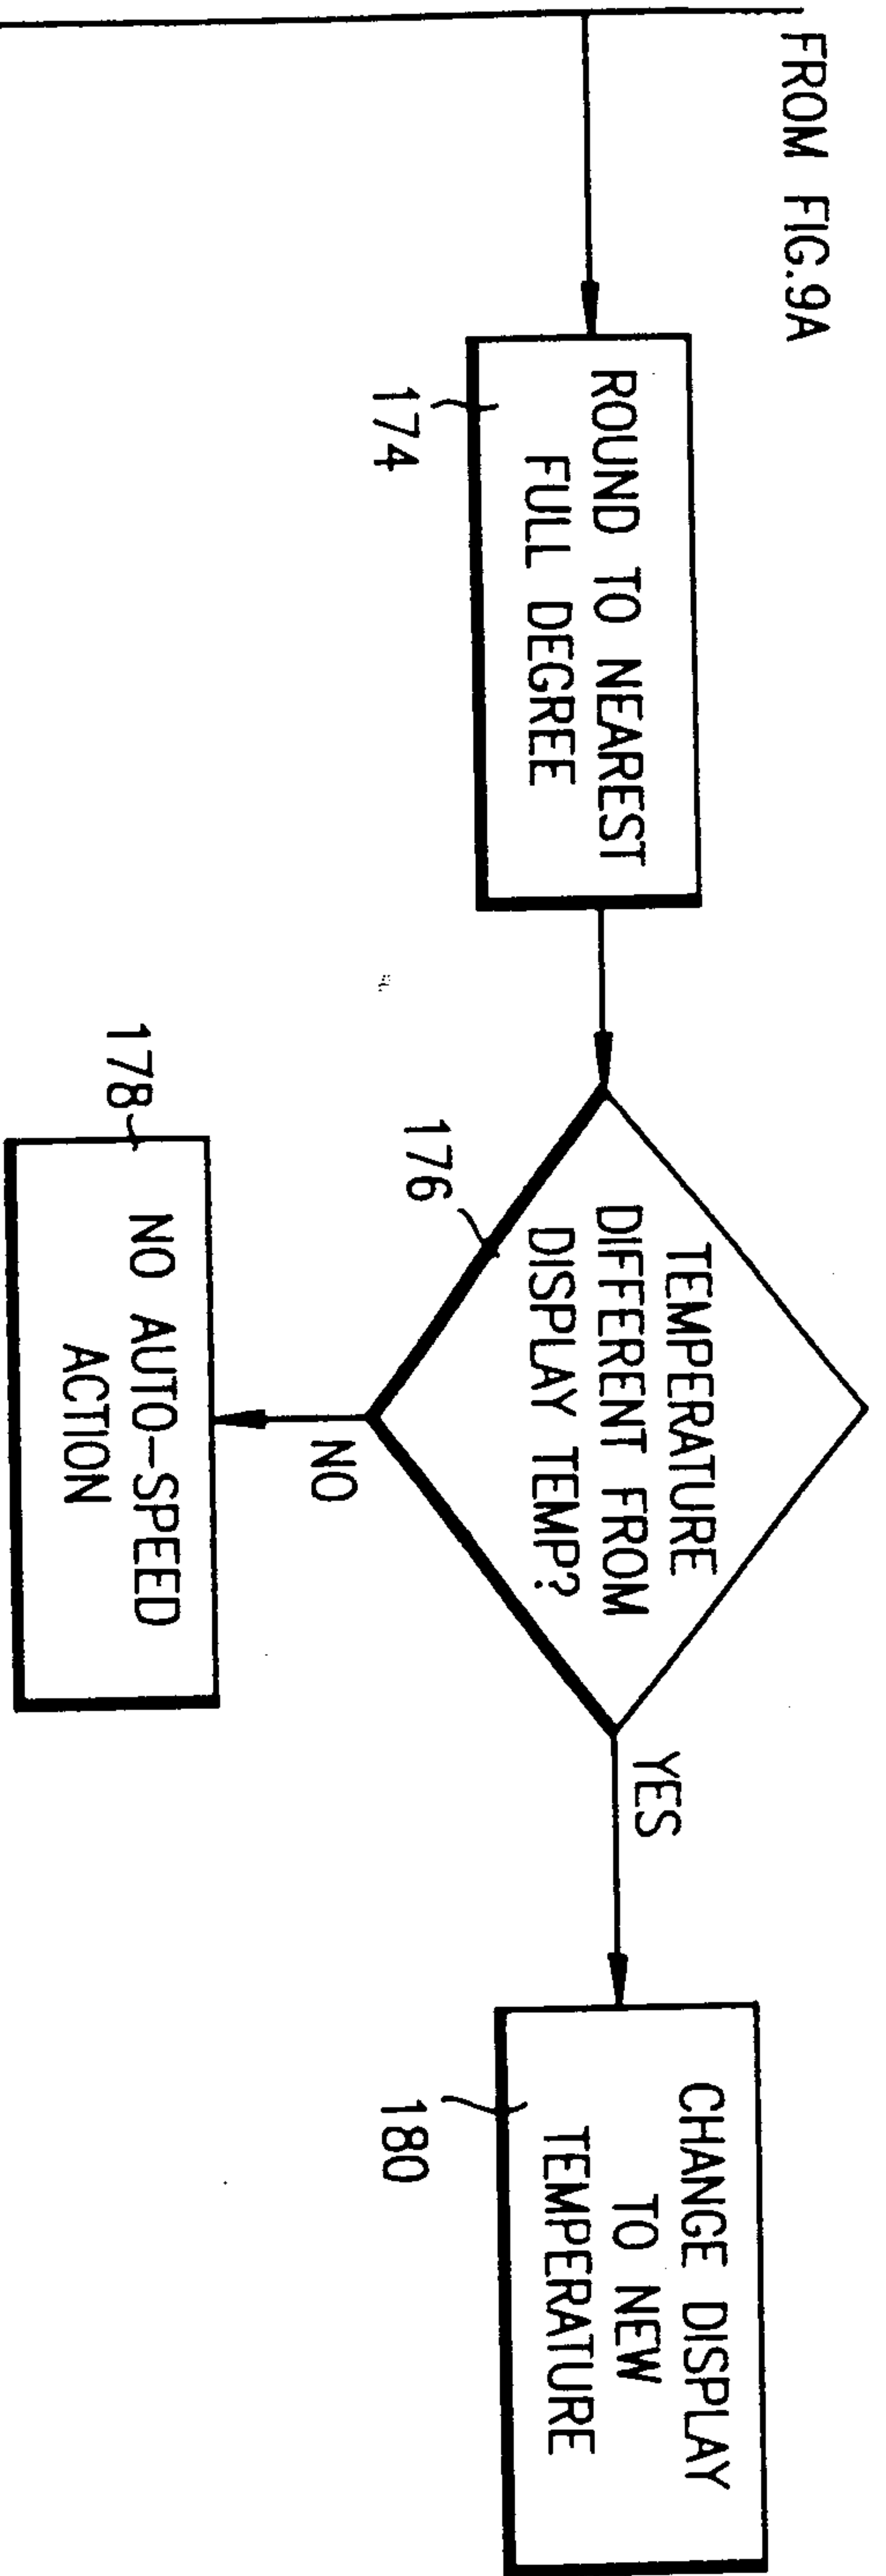 FROM FIG.9A
ROUND TO NEAREST
FULL DEGREE
174
TEMPERATURE
DIFFERENT FROM
DISPLAY TEMP?
176
YES
NO
NO AUTO-SPEED
ACTION
178
CHANGE DISPLAY
TO NEW
TEMPERATURE
180